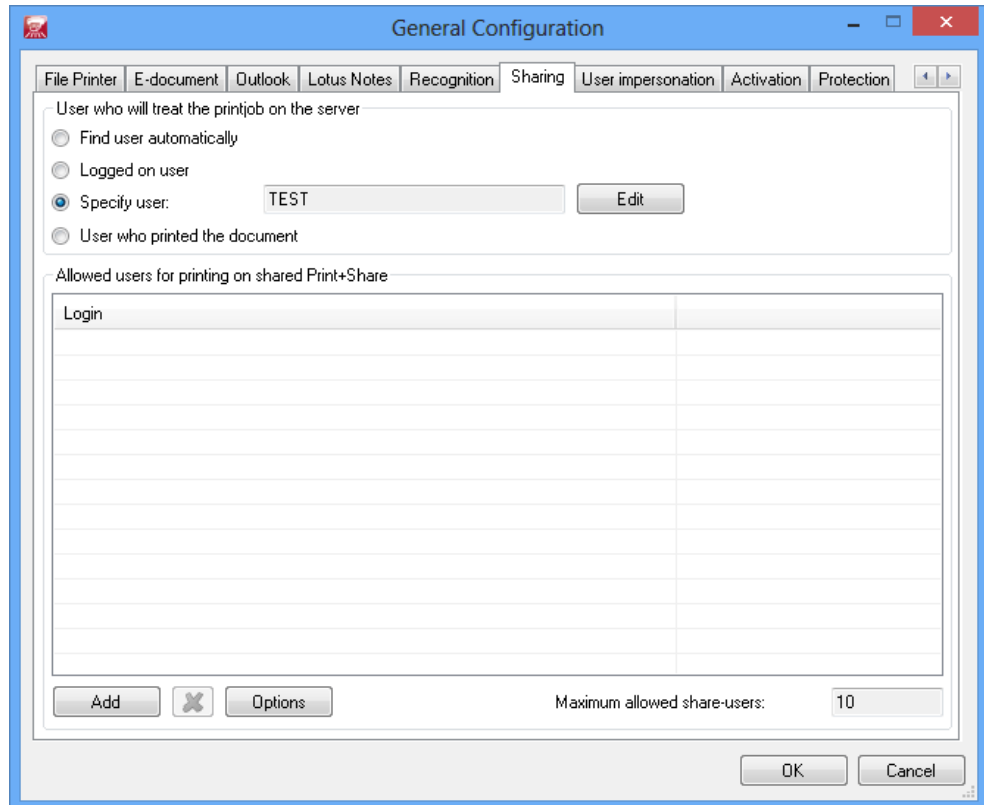 General Configuration
File Printer E-document Outlook Lotus Notes Recognition Sharing User impersonation Activation Protection
User who will treat the printjob on the server
Find user automatically
Logged on user
Specify user: TEST Edit
User who printed the document
Allowed users for printing on shared Print+Share
Login
Add Options Maximum allowed share-users: 10
OK Cancel